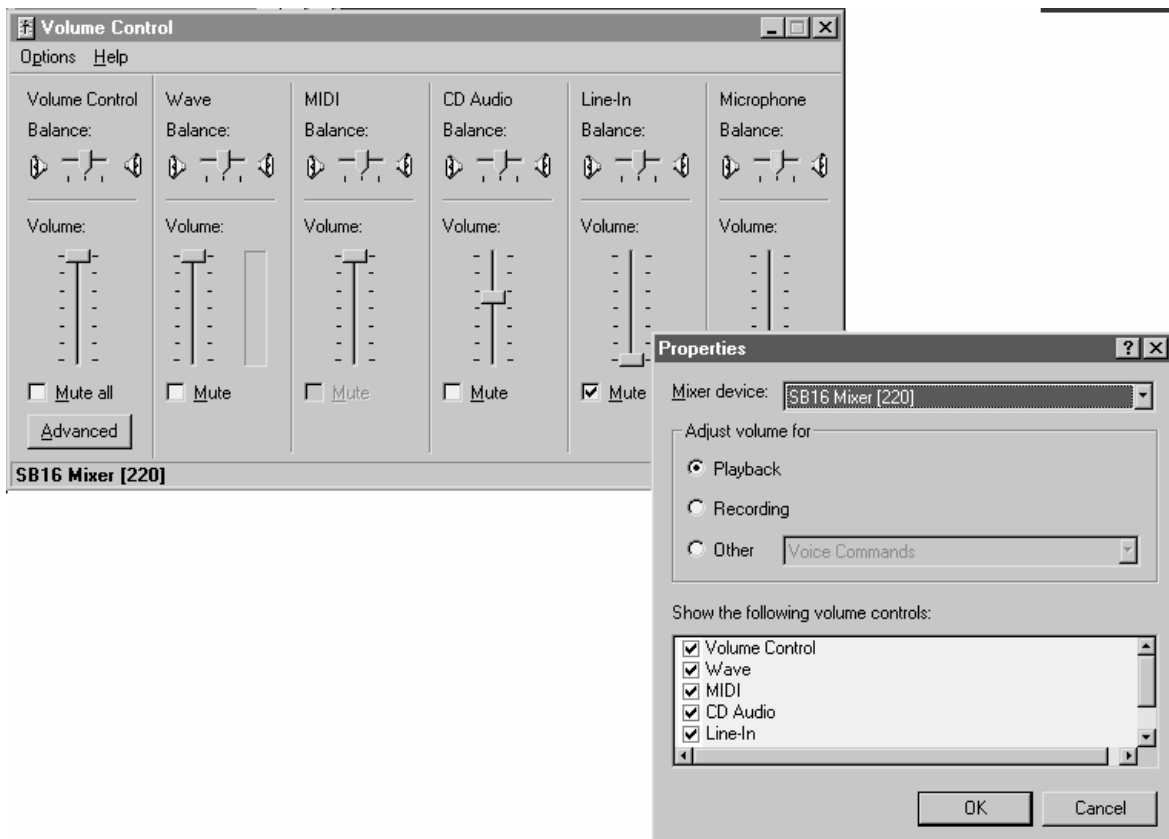 Volume Control
Options Help
Volume Control Wave MIDI CD Audio Line-In Microphone
Balance: Balance: Balance: Balance: Balance: Balance:
Volume: Volume: Volume: Volume: Volume: Volume:
Mute all Mute Mute Mute Mute
Advanced
SB16 Mixer [220]
Properties
Mixer device: SB16 Mixer [220]
Adjust volume for
Playback
Recording
Other Voice Commands
Show the following volume controls:
Volume Control
Wave
MIDI
CD Audio
Line-In
OK Cancel